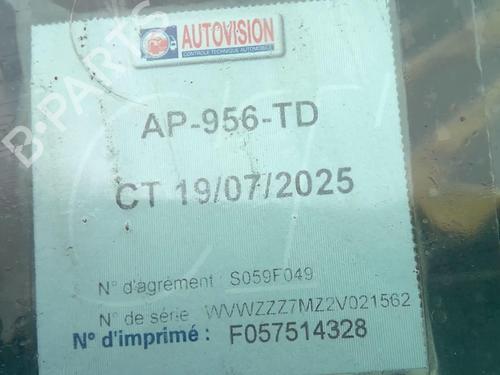 AUTOVISION
CONTROLE TECHNIQUE AUTOMOBILE
AP-956-TD
CT 19/07/2025
N° d'agrément : S059F049
N° de série : WVWZZZ7MZ2V021562
N° d'imprimé : F057514328
B-PARTS